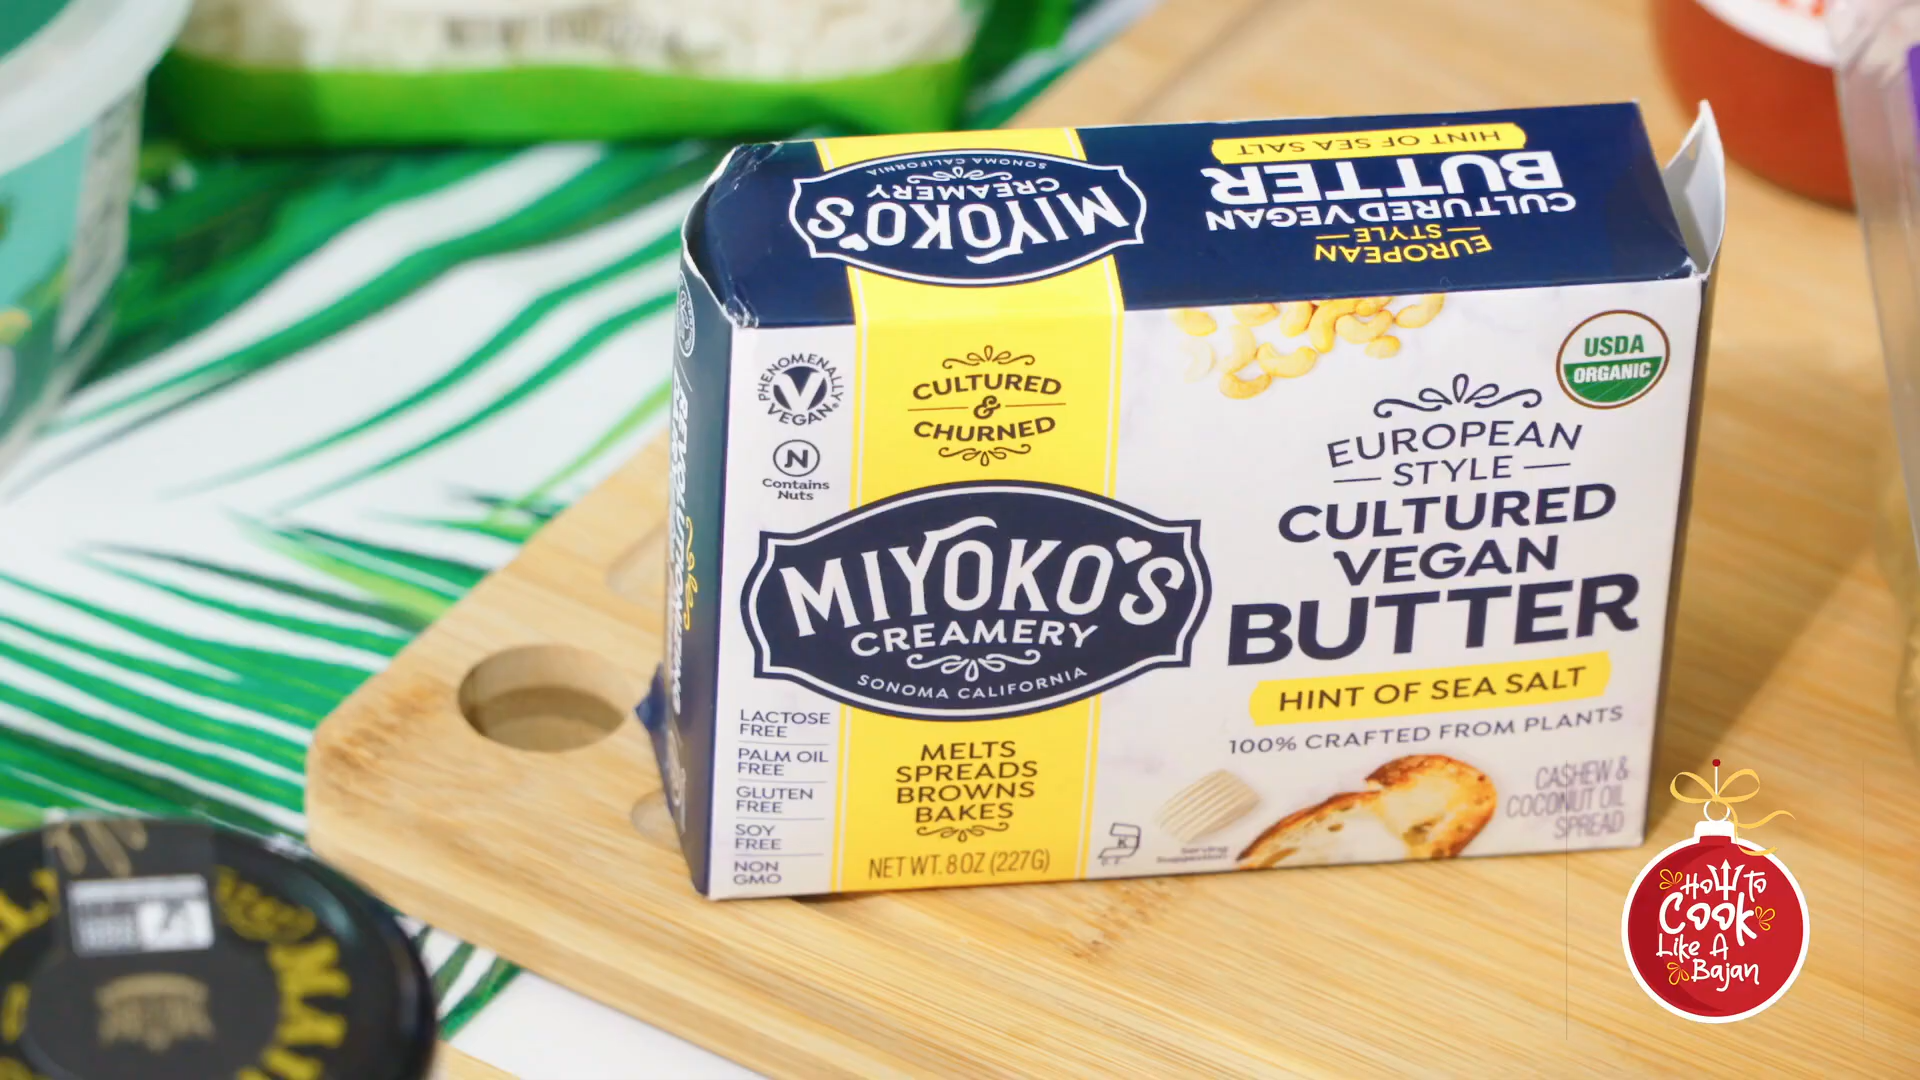 HINT OF SEA SALT
BUTTER
CULTURED VEGAN
EUROPEAN
STYLE
MIYOKO'S
CREAMERY
SONOMA CALIFORNIA
PHENOMENALLY
VEGAN
V
N
Contains
Nuts
CULTURED
&
CHURNED
MIYOKO'S
CREAMERY
SONOMA CALIFORNIA
LACTOSE
FREE
PALM OIL
FREE
GLUTEN
FREE
SOY
FREE
NON
GMO
MELTS
SPREADS
BROWNS
BAKES
NET WT. 8 OZ (227G)
USDA
ORGANIC
EUROPEAN
STYLE
CULTURED
VEGAN
BUTTER
HINT OF SEA SALT
100% CRAFTED FROM PLANTS
CASHEW &
COCONUT OIL
SPREAD
K
Serving
Suggestion
How To
Cook
Like A
Bajan